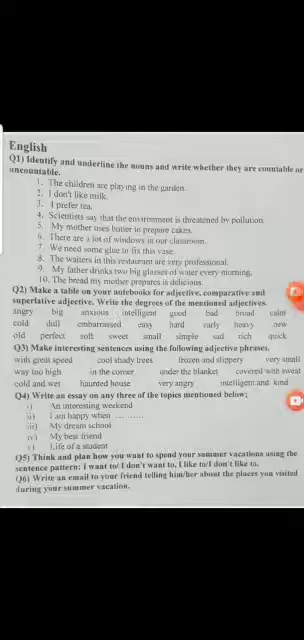 English
Q1) Identify and underline the nouns and write whether they are countable or
uncountable.
1. The children are playing in the garden.
2. I don't like milk.
3. I prefer tea.
4. Scientists say that the environment is threatened by pollution.
5. My mother uses butter to prepare cakes.
6. There are a lot of windows in our classroom.
7. We need some glue to fix this vase.
8. The waiters in this restaurant are very professional.
9. My father drinks two big glasses of water every morning.
10. The bread my mother prepares is delicious.
Q2) Make a table on your notebooks for adjective, comparative and
superlative adjective. Write the degrees of the mentioned adjectives.
angry big anxious intelligent good bad broad calm
cold dull embarrassed easy hard early heavy new
old perfect soft sweet small simple sad rich quick
Q3) Make interesting sentences using the following adjective phrases.
with great speed cool shady trees frozen and slippery very small
way too high in the corner under the blanket covered with sweat
cold and wet haunted house very angry intelligent and kind
Q4) Write an essay on any three of the topics mentioned below;
i) An interesting weekend
ii) I am happy when ... .......
iii) My dream school
iv) My best friend
v) Life of a student
Q5) Think and plan how you want to spend your summer vacations using the
sentence pattern: I want to/ I don't want to, I like to/I don't like to.
Q6) Write an email to your friend telling him/her about the places you visited
during your summer vacation.